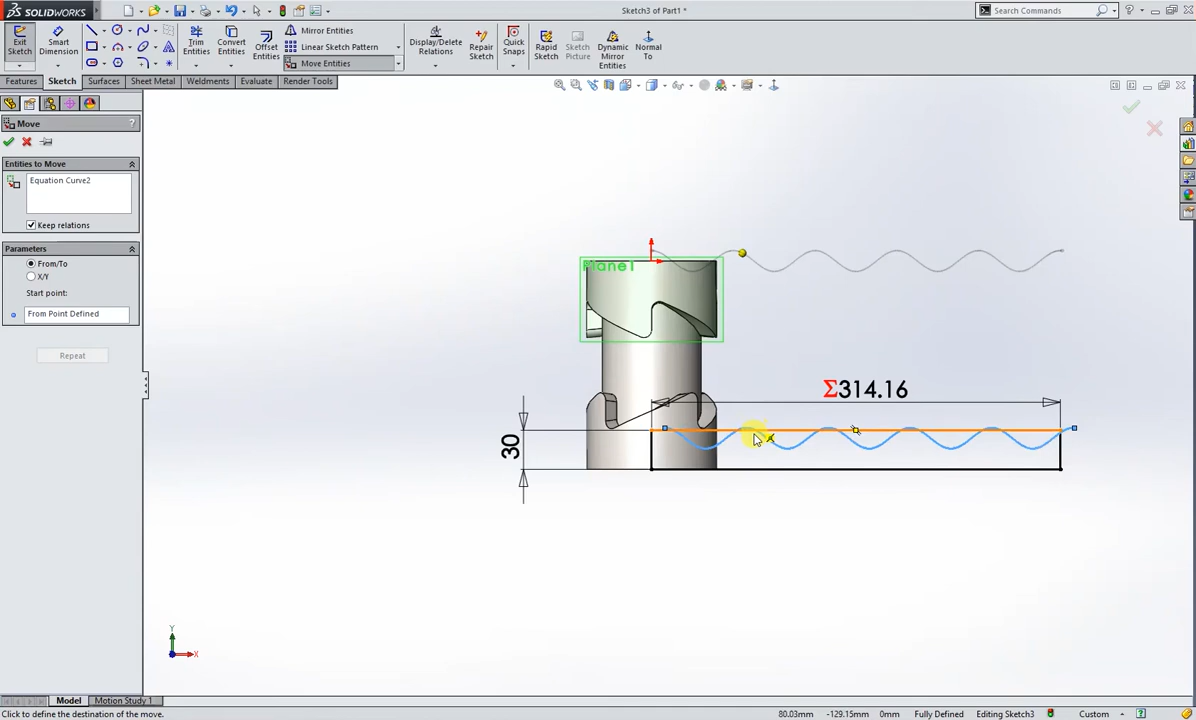 SOLIDWORKS
Sketch3 of Part1 *
Search Commands
Exit Sketch
Smart Dimension
Trim Entities
Convert Entities
Offset Entities
Mirror Entities
Linear Sketch Pattern
Move Entities
Display/Delete Relations
Repair Sketch
Quick Snaps
Rapid Sketch
Sketch Picture
Dynamic Mirror Entities
Normal To
Features
Sketch
Surfaces
Sheet Metal
Weldments
Evaluate
Render Tools
Move
?
Entities to Move
Equation Curve2
Keep relations
Parameters
From/To
X/Y
Start point:
From Point Defined
Repeat
Plane1
Σ314.16
30
Y
X
Model
Motion Study 1
Click to define the destination of the move.
80.03mm
-129.15mm
0mm
Fully Defined
Editing Sketch3
Custom